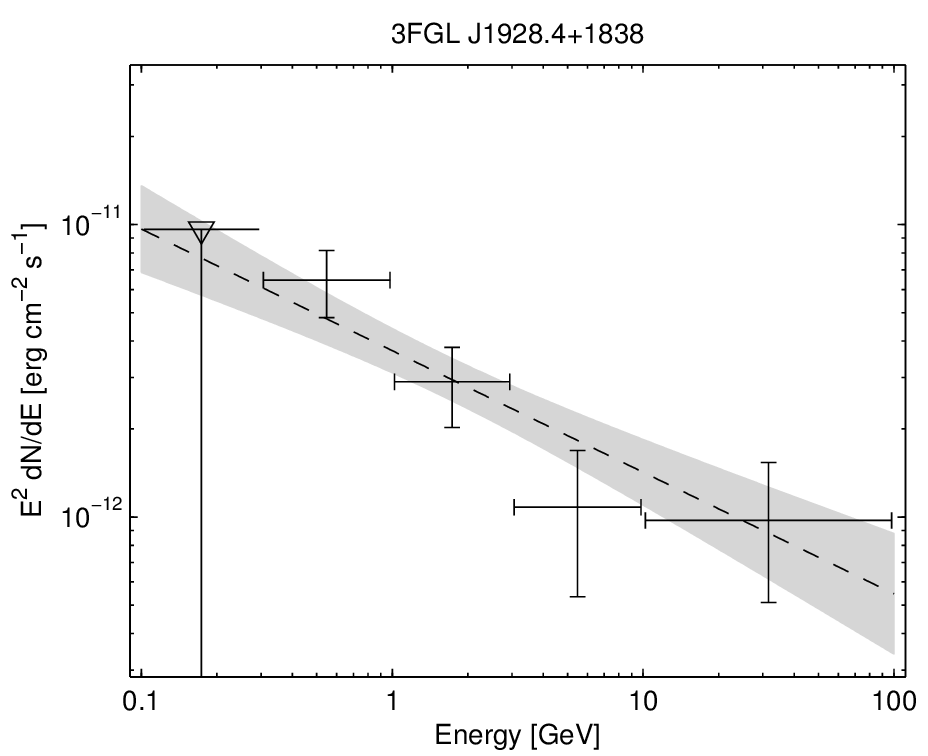 3FGL J1928.4+1838
E² dN/dE [erg cm⁻² s⁻¹]
10⁻¹¹
10⁻¹²
0.1 1 10 100
Energy [GeV]